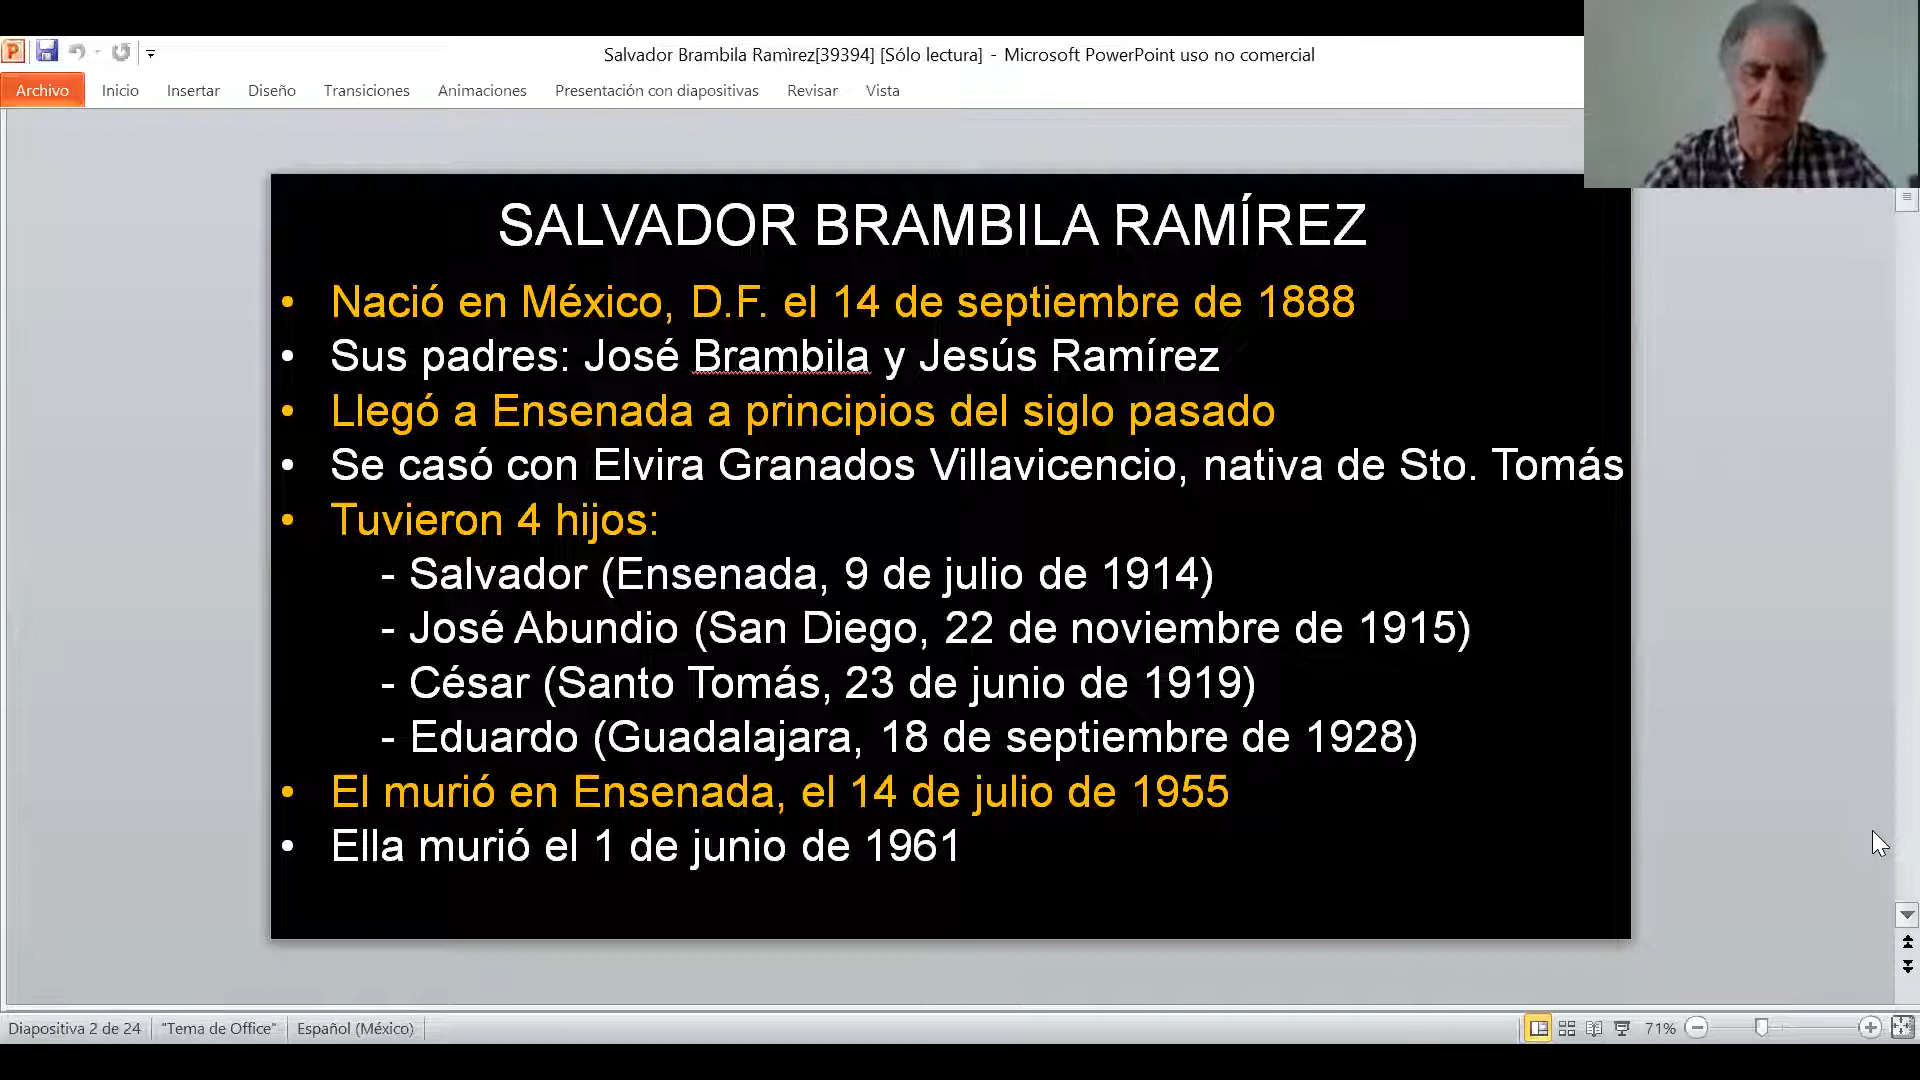 Salvador Brambila Ramìrez[39394] [Sólo lectura] - Microsoft PowerPoint uso no comercial
Archivo Inicio Insertar Diseño Transiciones Animaciones Presentación con diapositivas Revisar Vista
SALVADOR BRAMBILA RAMÍREZ
• Nació en México, D.F. el 14 de septiembre de 1888
• Sus padres: José Brambila y Jesús Ramírez
• Llegó a Ensenada a principios del siglo pasado
• Se casó con Elvira Granados Villavicencio, nativa de Sto. Tomás
• Tuvieron 4 hijos:
- Salvador (Ensenada, 9 de julio de 1914)
- José Abundio (San Diego, 22 de noviembre de 1915)
- César (Santo Tomás, 23 de junio de 1919)
- Eduardo (Guadalajara, 18 de septiembre de 1928)
• El murió en Ensenada, el 14 de julio de 1955
• Ella murió el 1 de junio de 1961
Diapositiva 2 de 24 "Tema de Office" Español (México) 71%